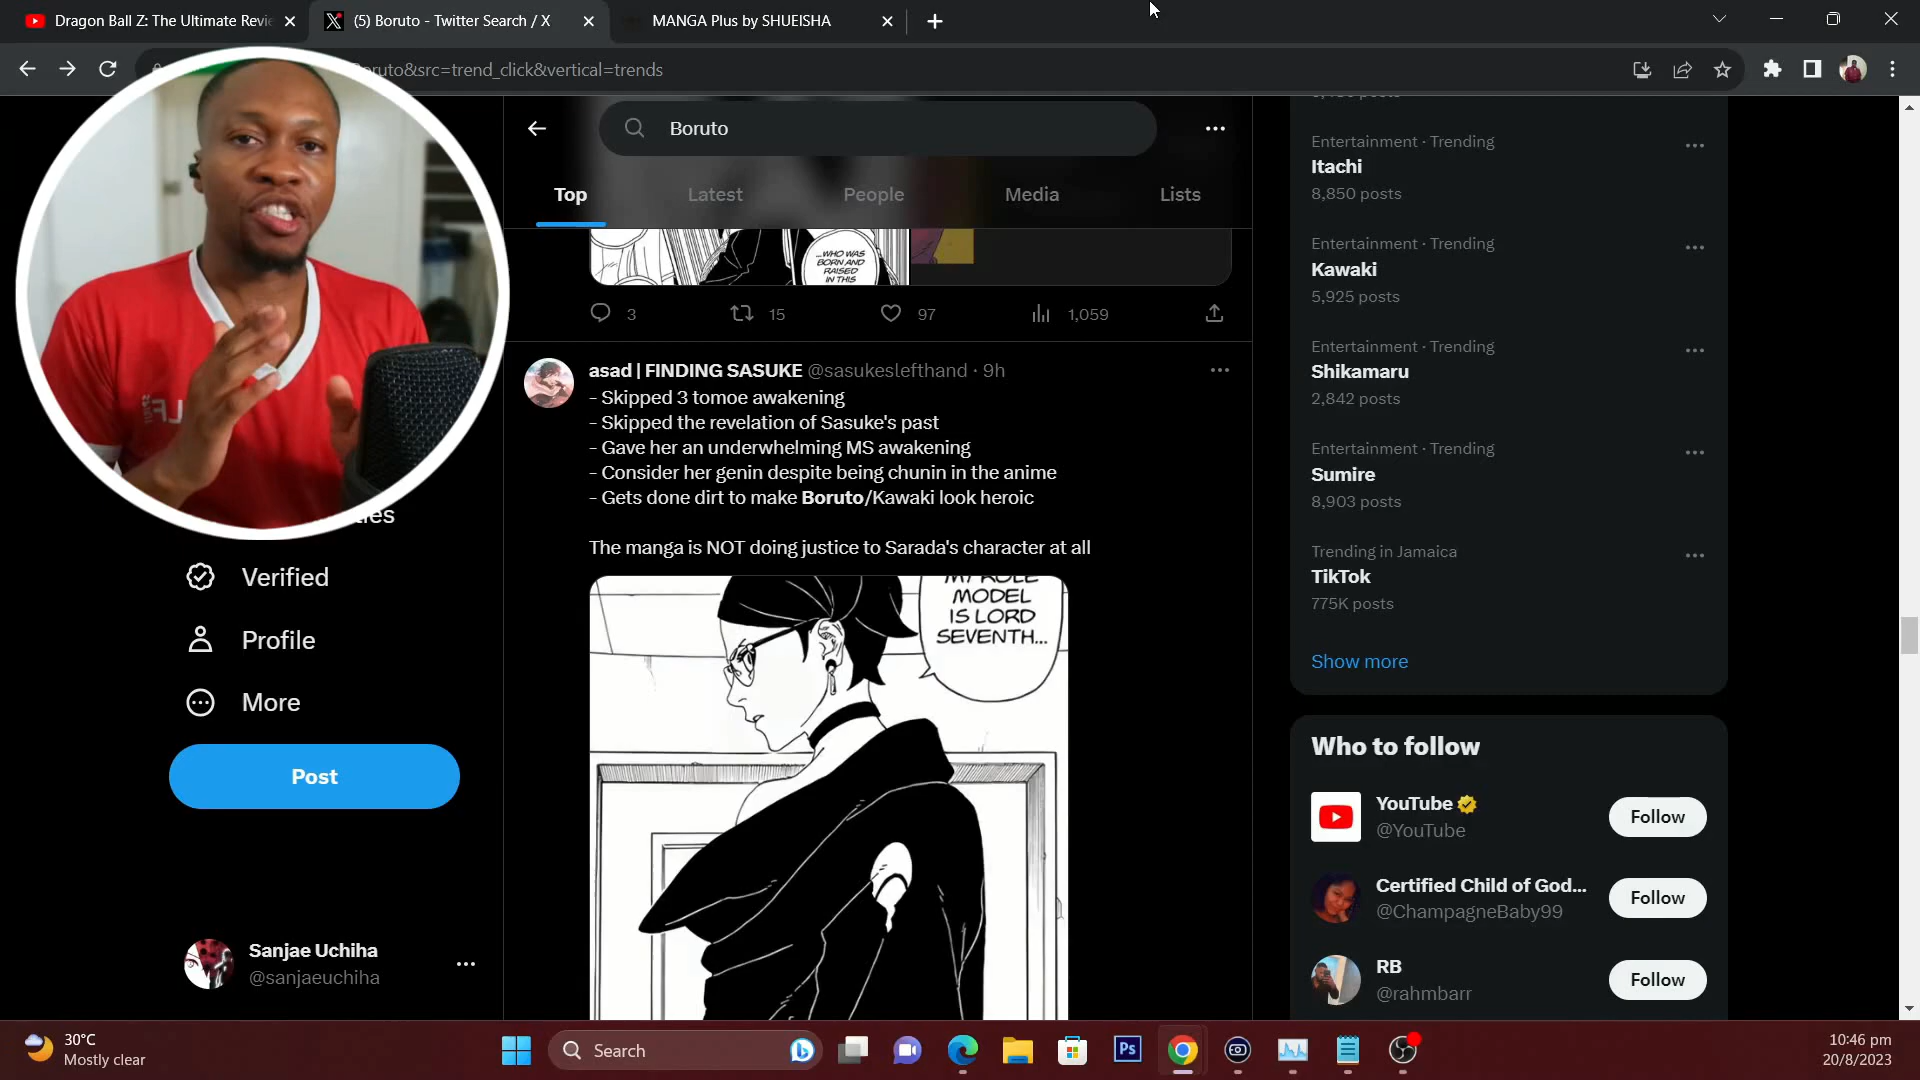 Dragon Ball Z: The Ultimate Revi
(5) Boruto - Twitter Search / X
MANGA Plus by SHUEISHA
oruto&src=trend_click&vertical=trends
Boruto
Top
Latest
People
Media
Lists
...WHO WAS
BORN AND
RAISED
IN THIS
3
15
97
1,059
asad | FINDING SASUKE @sasukeslefthand · 9h
- Skipped 3 tomoe awakening
- Skipped the revelation of Sasuke's past
- Gave her an underwhelming MS awakening
- Consider her genin despite being chunin in the anime
- Gets done dirt to make Boruto/Kawaki look heroic
The manga is NOT doing justice to Sarada's character at all
MY ROLE
MODEL
IS LORD
SEVENTH...
Verified
Profile
More
Post
Sanjae Uchiha
@sanjaeuchiha
Entertainment · Trending
Itachi
8,850 posts
Entertainment · Trending
Kawaki
5,925 posts
Entertainment · Trending
Shikamaru
2,842 posts
Entertainment · Trending
Sumire
8,903 posts
Trending in Jamaica
TikTok
775K posts
Show more
Who to follow
YouTube
@YouTube
Follow
Certified Child of God...
@ChampagneBaby99
Follow
RB
@rahmbarr
Follow
30°C
Mostly clear
Search
Ps
10:46 pm
20/8/2023